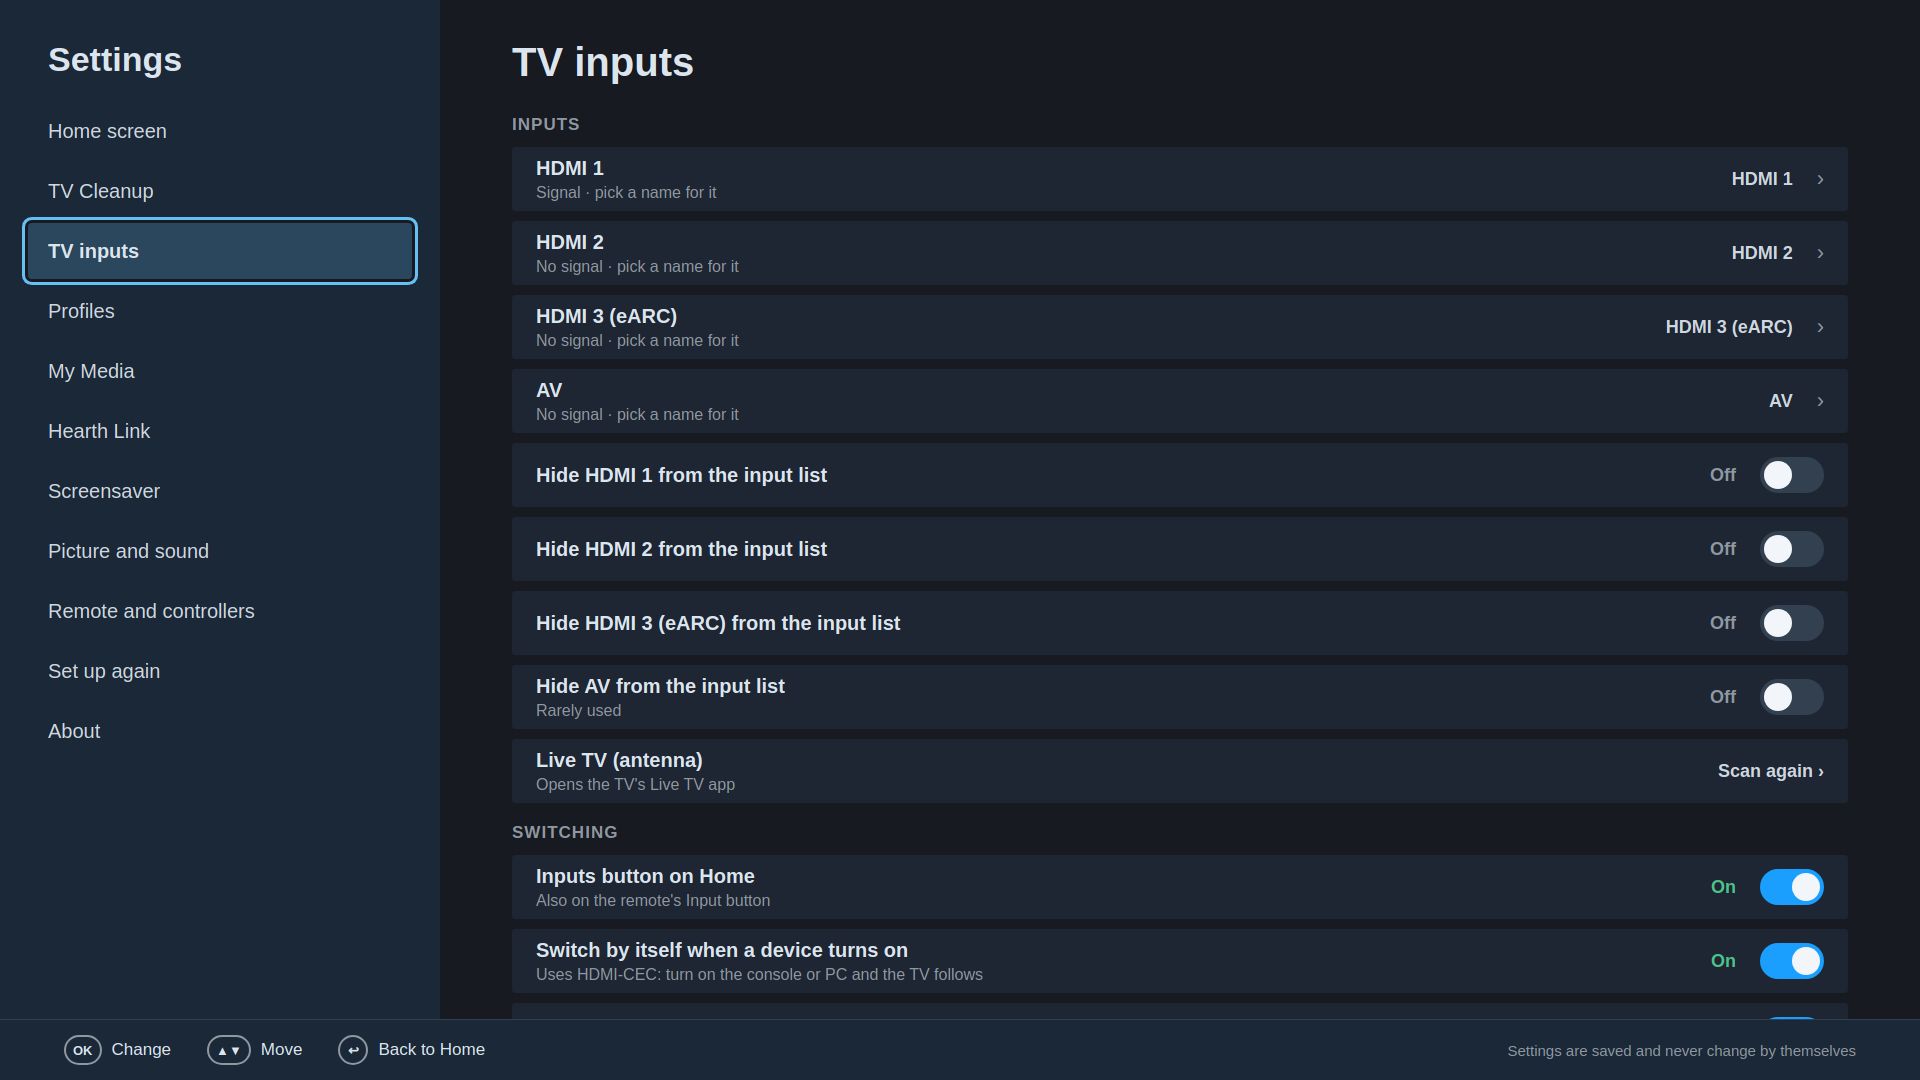 Settings
Home screen
TV Cleanup
TV inputs
Profiles
My Media
Hearth Link
Screensaver
Picture and sound
Remote and controllers
Set up again
About
TV inputs
INPUTS
HDMI 1
Signal · pick a name for it
HDMI 1 ›
HDMI 2
No signal · pick a name for it
HDMI 2 ›
HDMI 3 (eARC)
No signal · pick a name for it
HDMI 3 (eARC) ›
AV
No signal · pick a name for it
AV ›
Hide HDMI 1 from the input list
Off
Hide HDMI 2 from the input list
Off
Hide HDMI 3 (eARC) from the input list
Off
Hide AV from the input list
Rarely used
Off
Live TV (antenna)
Opens the TV's Live TV app
Scan again ›
SWITCHING
Inputs button on Home
Also on the remote's Input button
On
Switch by itself when a device turns on
Uses HDMI-CEC: turn on the console or PC and the TV follows
On
OK Change ▲▼ Move ↩ Back to Home
Settings are saved and never change by themselves